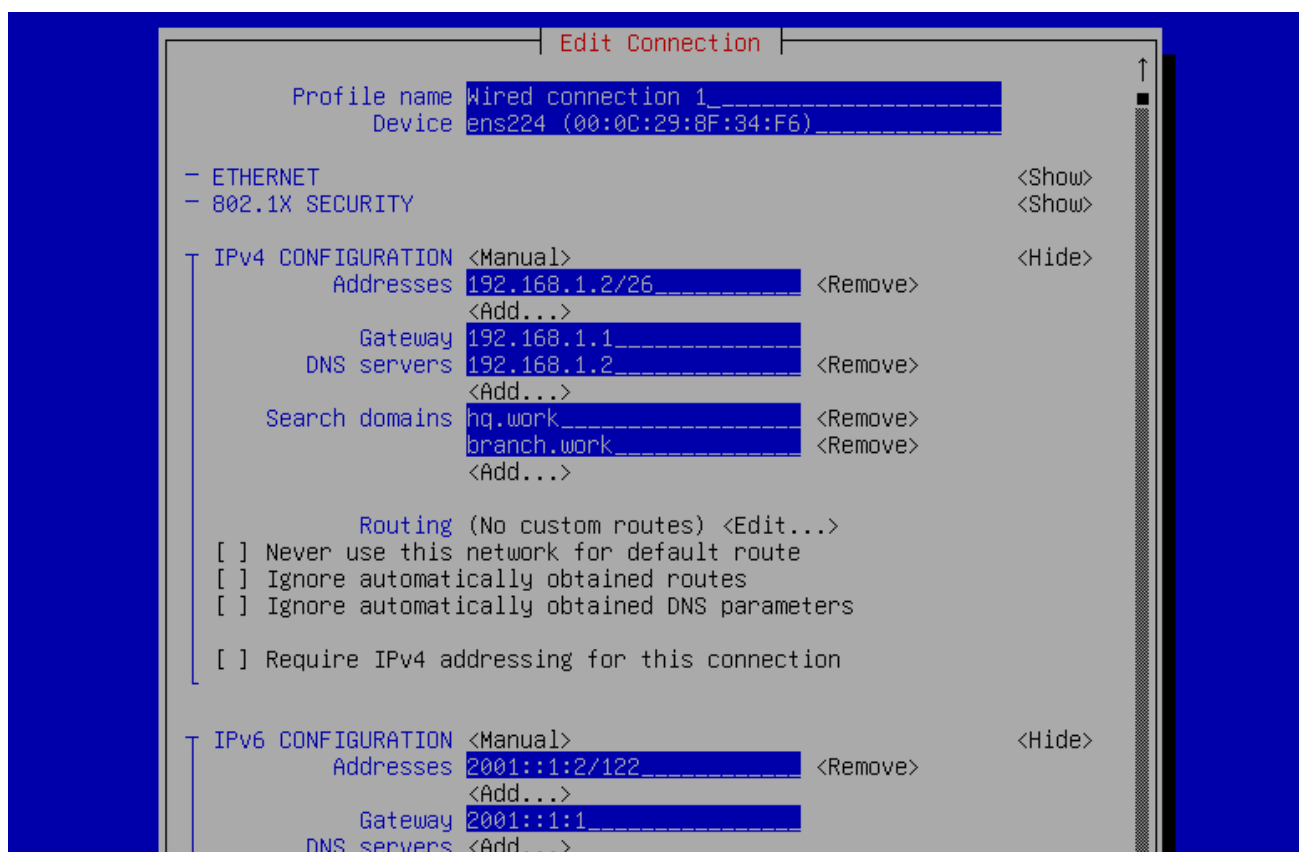 Edit Connection
Profile name Wired connection 1_
Device ens224 (00:0C:29:8F:34:F6)
ETHERNET <Show>
802.1X SECURITY <Show>
IPv4 CONFIGURATION <Manual> <Hide>
Addresses 192.168.1.2/26 <Remove>
<Add...>
Gateway 192.168.1.1
DNS servers 192.168.1.2 <Remove>
<Add...>
Search domains hq.work <Remove>
branch.work <Remove>
<Add...>
Routing (No custom routes) <Edit...>
[ ] Never use this network for default route
[ ] Ignore automatically obtained routes
[ ] Ignore automatically obtained DNS parameters
[ ] Require IPv4 addressing for this connection
IPv6 CONFIGURATION <Manual> <Hide>
Addresses 2001::1:2/122 <Remove>
<Add...>
Gateway 2001::1:1
DNS servers <Add...>